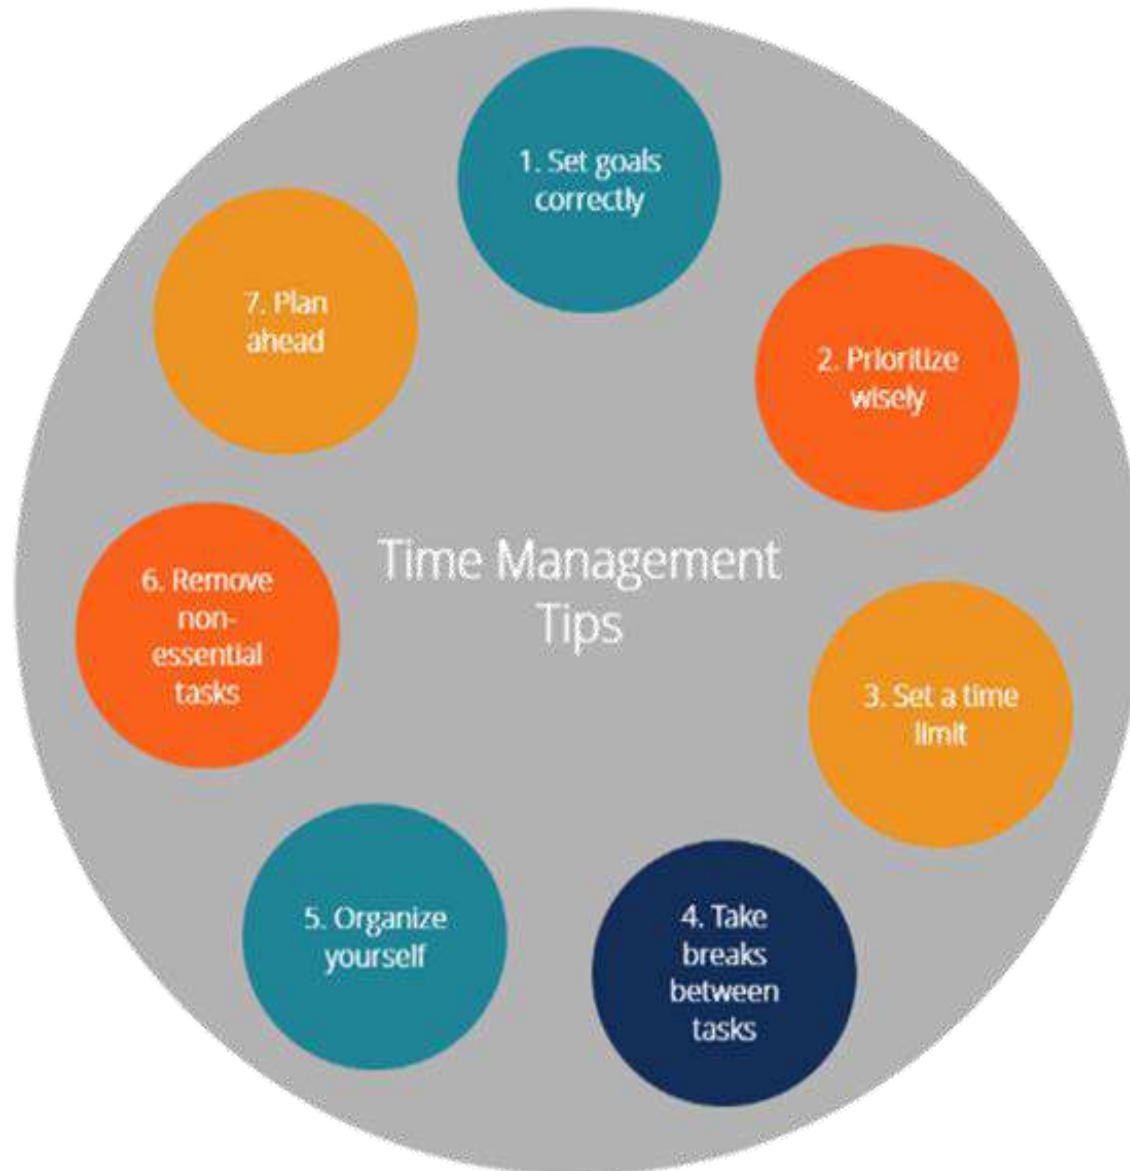 Time Management
Tips
1. Set goals
correctly
2. Prioritize
wisely
3. Set a time
limit
4. Take
breaks
between
tasks
5. Organize
yourself
6. Remove
non-
essential
tasks
7. Plan
ahead